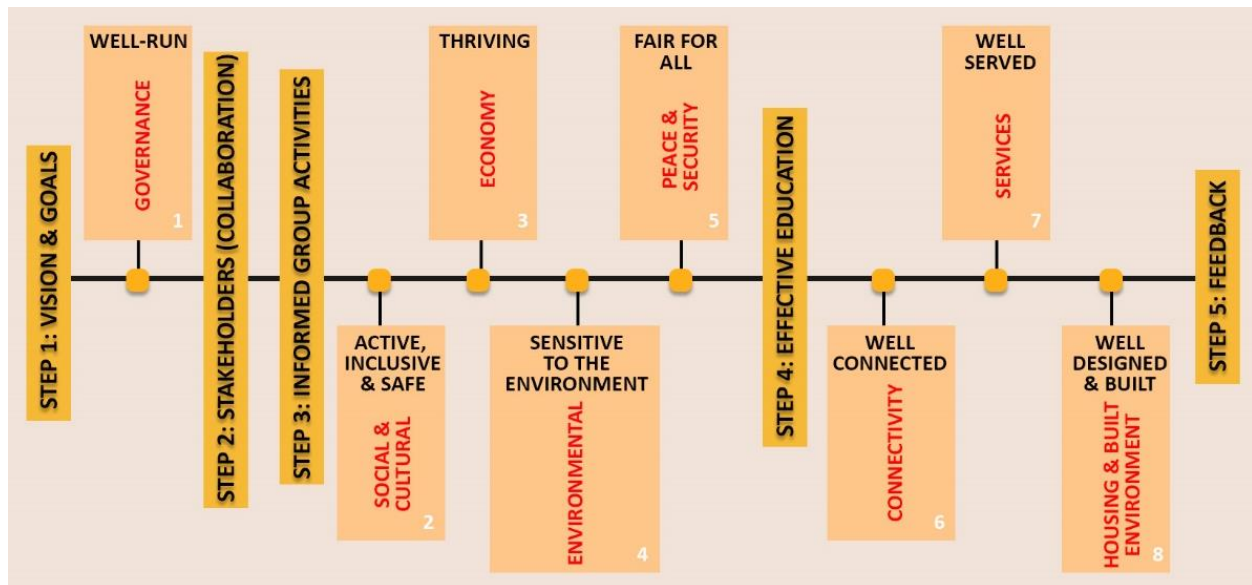 STEP 1: VISION & GOALS
WELL-RUN
GOVERNANCE
1
STEP 2: STAKEHOLDERS (COLLABORATION)
STEP 3: INFORMED GROUP ACTIVITIES
ACTIVE,
INCLUSIVE
& SAFE
SOCIAL &
CULTURAL
2
THRIVING
ECONOMY
3
SENSITIVE
TO THE
ENVIRONMENT
ENVIRONMENTAL
4
FAIR FOR
ALL
PEACE &
SECURITY
5
STEP 4: EFFECTIVE EDUCATION
WELL
CONNECTED
CONNECTIVITY
6
WELL
SERVED
SERVICES
7
WELL
DESIGNED
& BUILT
HOUSING & BUILT
ENVIRONMENT
8
STEP 5: FEEDBACK